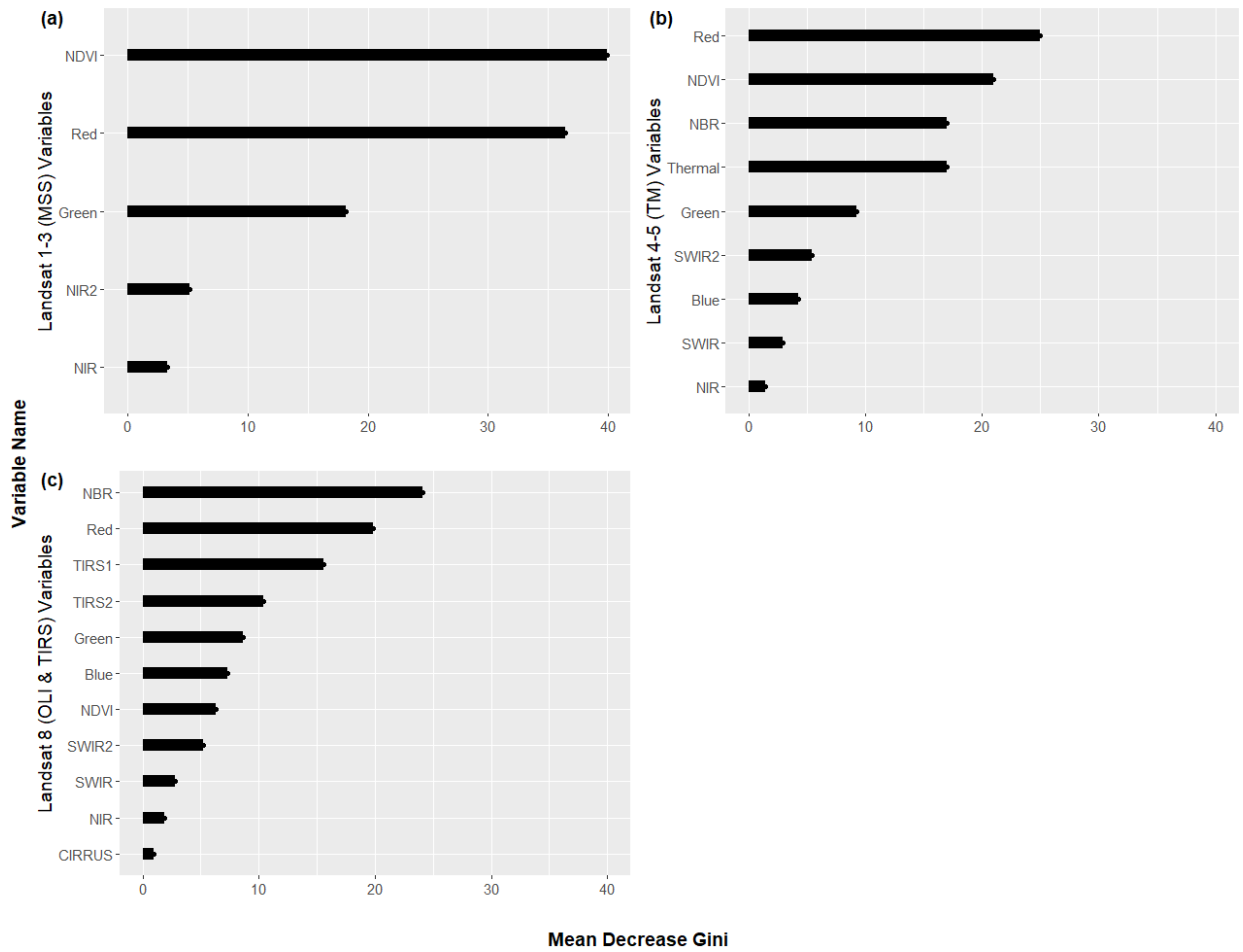 Variable Name
(a)
Landsat 1-3 (MSS) Variables
NDVI
Red
Green
NIR2
NIR
0 10 20 30 40
(b)
Landsat 4-5 (TM) Variables
Red
NDVI
NBR
Thermal
Green
SWIR2
Blue
SWIR
NIR
0 10 20 30 40
(c)
Landsat 8 (OLI & TIRS) Variables
NBR
Red
TIRS1
TIRS2
Green
Blue
NDVI
SWIR2
SWIR
NIR
CIRRUS
0 10 20 30 40
Mean Decrease Gini